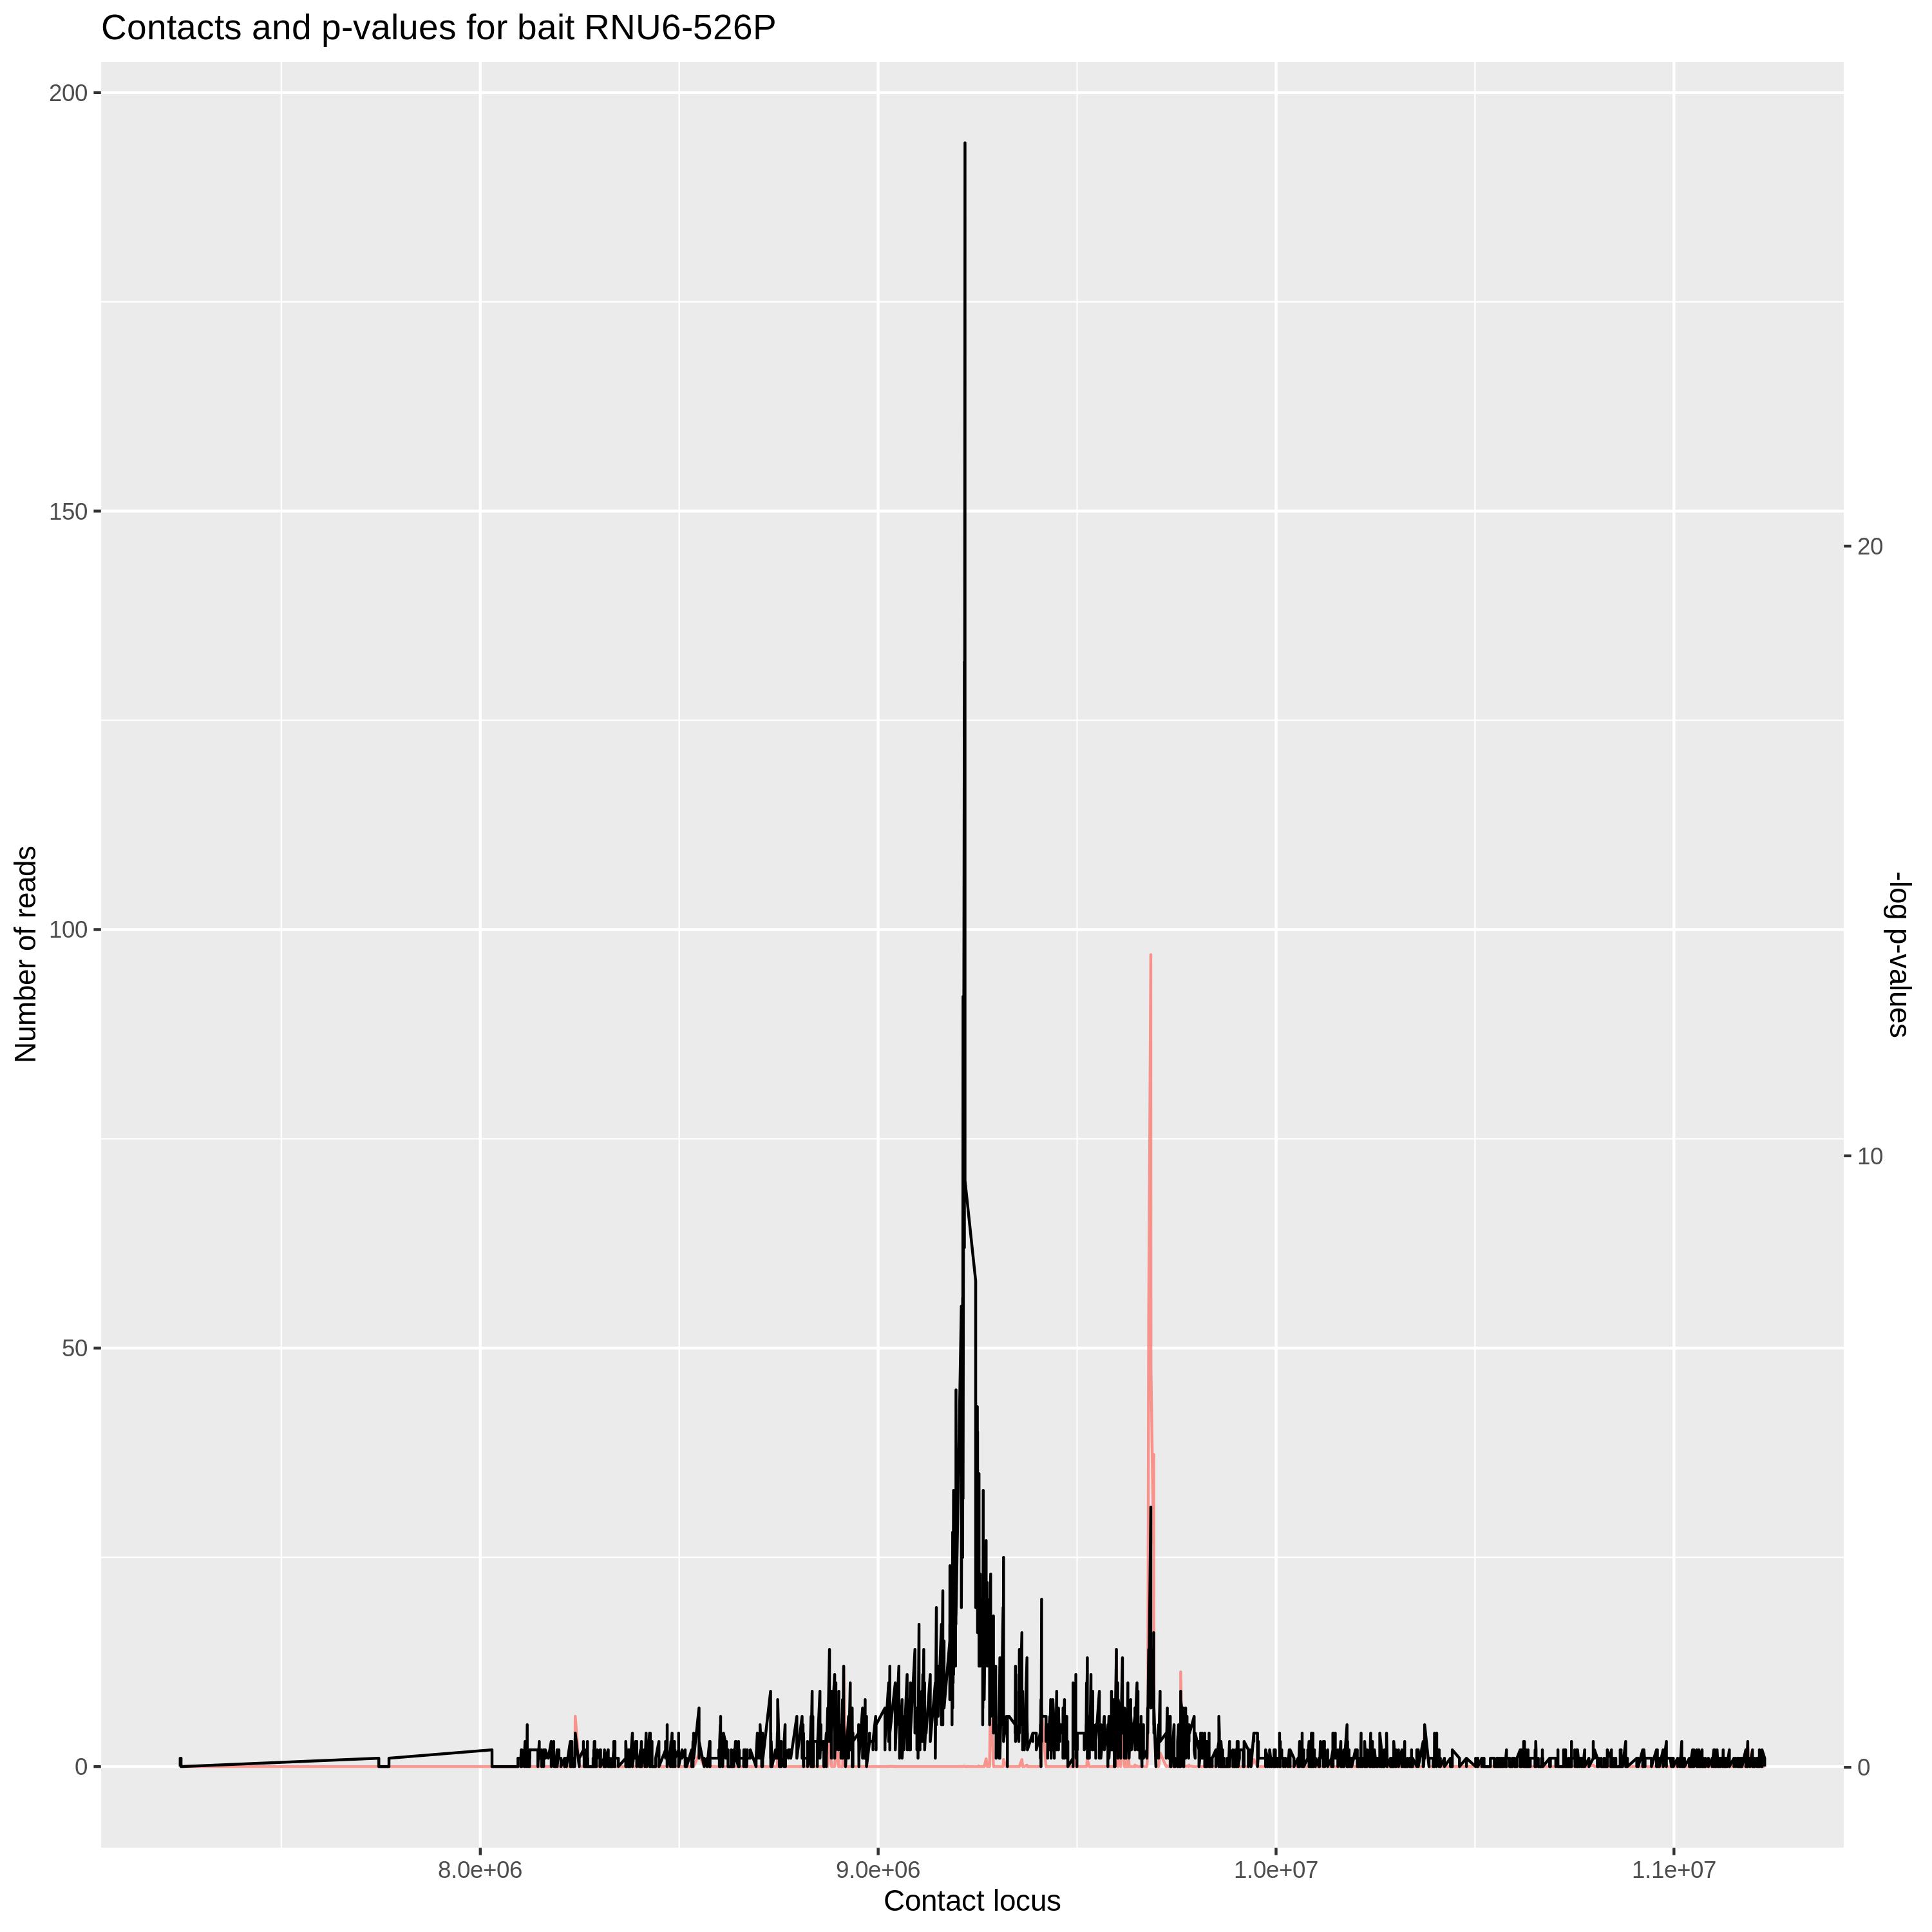 Contacts and p-values for bait RNU6-526P
200
150
100
50
0
Number of reads
20
10
0
-log p-values
8.0e+06
9.0e+06
1.0e+07
1.1e+07
Contact locus